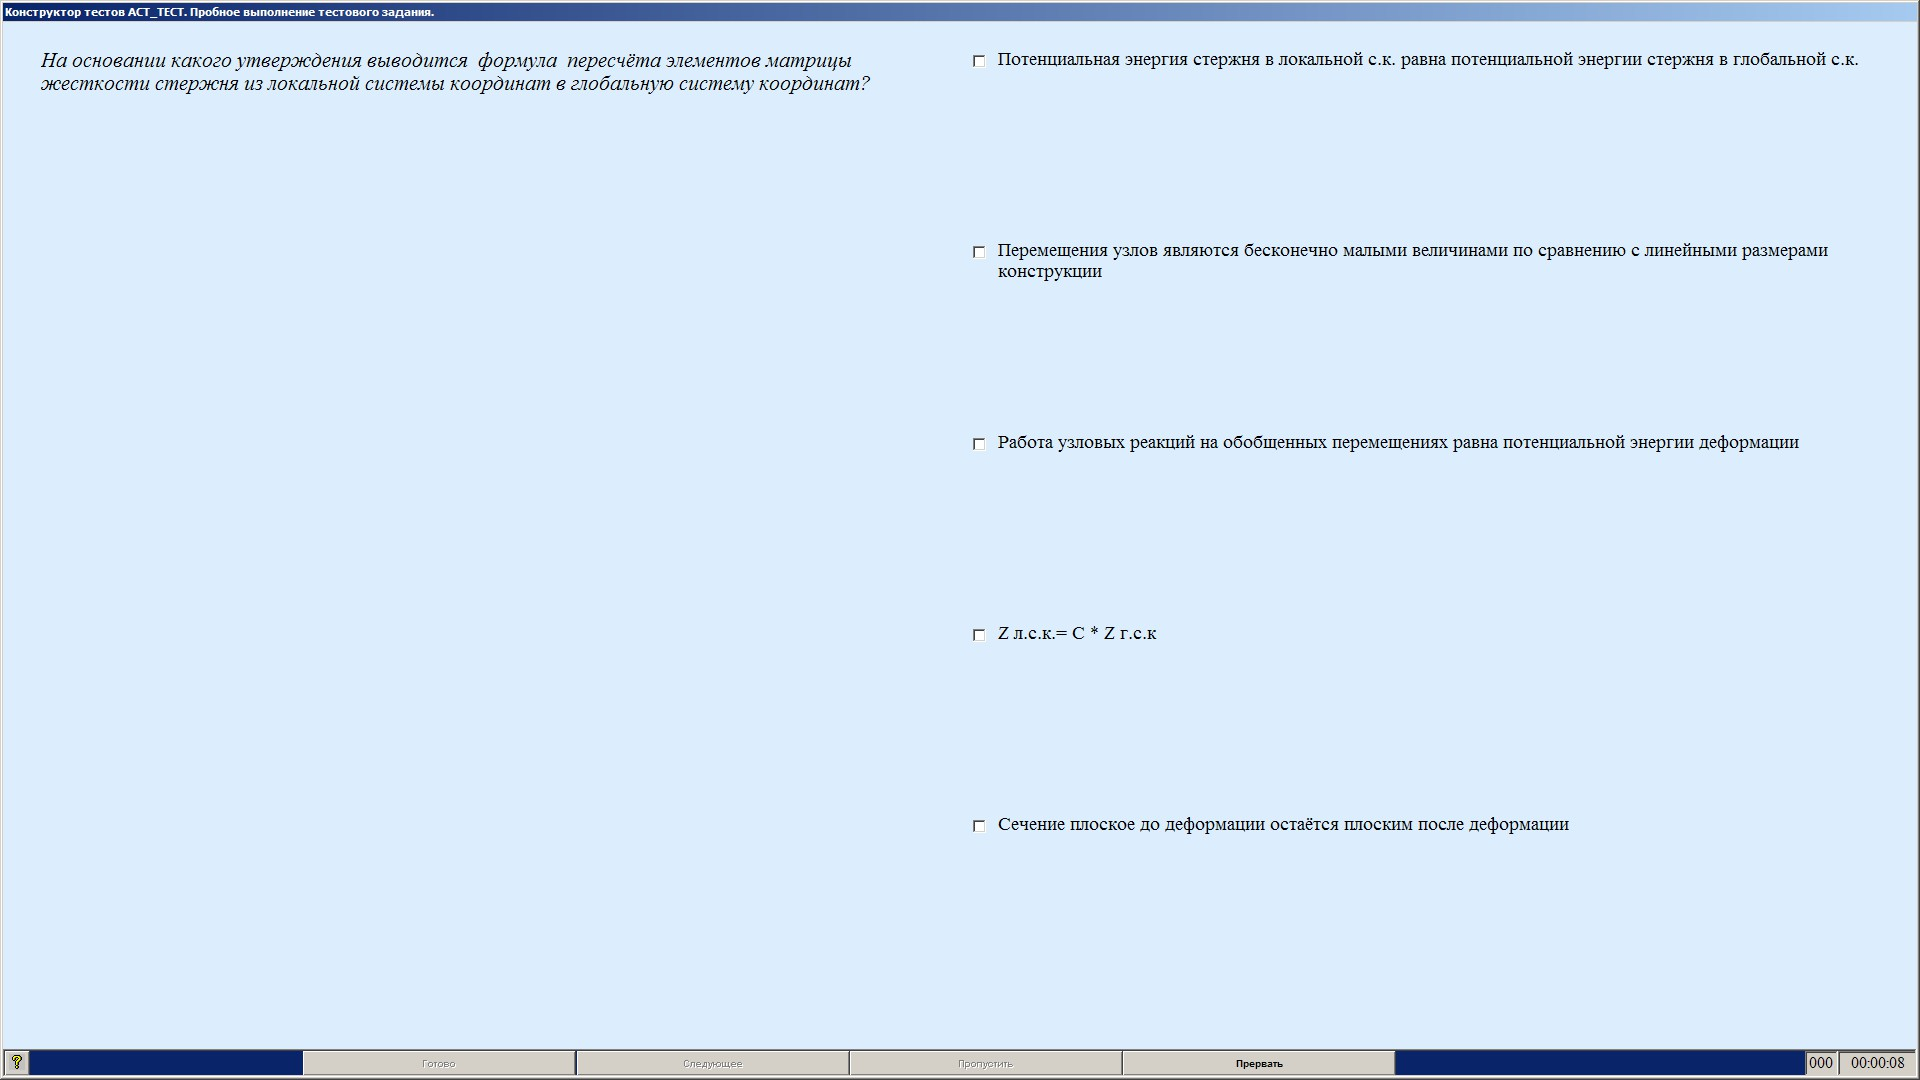 Конструктор тестов АСТ_ТЕСТ. Пробное выполнение тестового задания.
На основании какого утверждения выводится формула пересчёта элементов матрицы
жесткости стержня из локальной системы координат в глобальную систему координат?
Потенциальная энергия стержня в локальной с.к. равна потенциальной энергии стержня в глобальной с.к.
Перемещения узлов являются бесконечно малыми величинами по сравнению с линейными размерами
конструкции
Работа узловых реакций на обобщенных перемещениях равна потенциальной энергии деформации
Z л.с.к.= C * Z г.с.к
Сечение плоское до деформации остаётся плоским после деформации
?
Готово
Следующее
Пропустить
Прервать
000
00:00:08